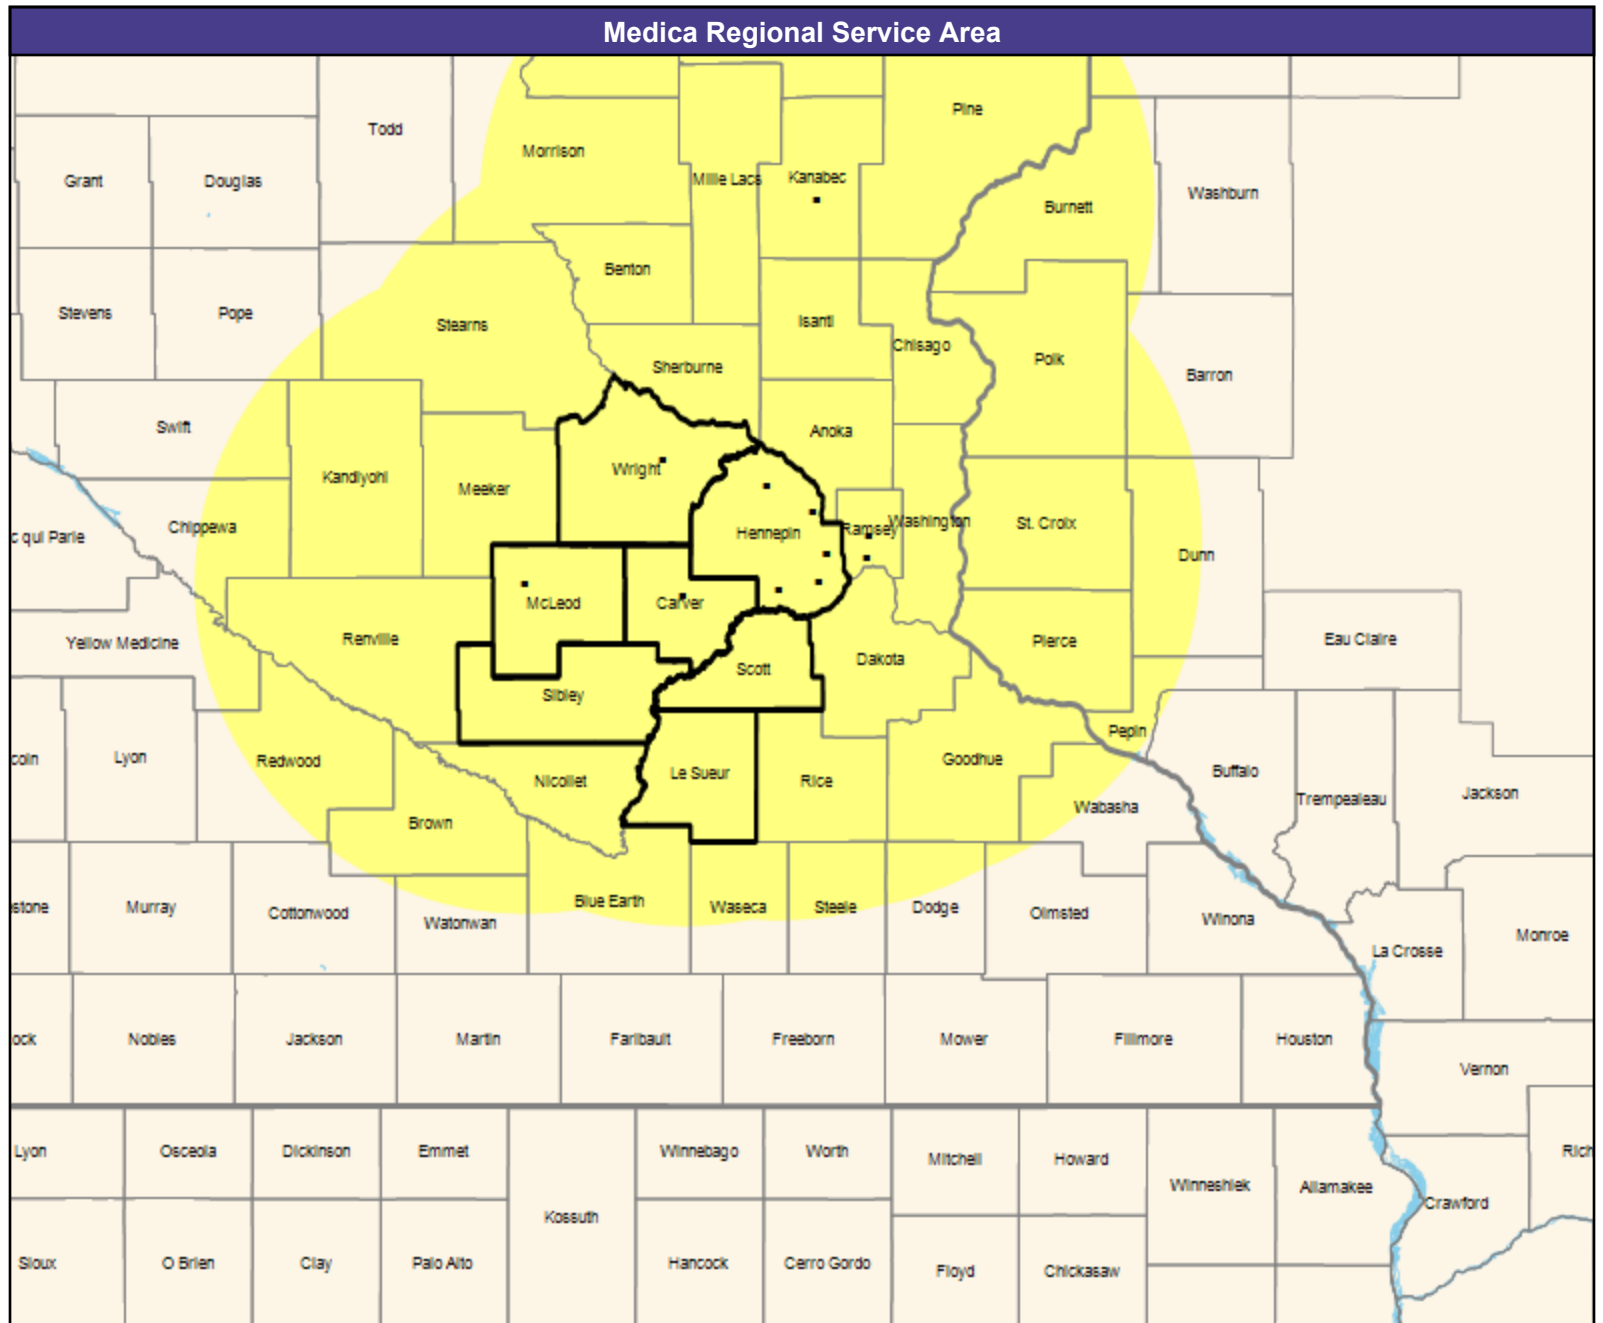 Medica Regional Service Area
Pine
Todd
Morrison
Mille Lacs
Kanabec
Grant
Douglas
Washburn
Burnett
Benton
Stevens
Pope
Isanti
Stearns
Chisago
Polk
Sherburne
Barron
Swift
Anoka
Wright
Kandiyohi
Meeker
Washington
St. Croix
Chippewa
Ramsey
Hennepin
c qui Parle
Dunn
McLeod
Carver
Renville
Yellow Medicine
Pierce
Eau Claire
Dakota
Scott
Sibley
Pepin
coln
Lyon
Redwood
Goodhue
Le Sueur
Nicollet
Rice
Buffalo
Jackson
Trempealeau
Wabasha
Brown
Blue Earth
stone
Murray
Cottonwood
Watonwan
Waseca
Steele
Dodge
Olmsted
Winona
Monroe
La Crosse
ock
Nobles
Jackson
Martin
Faribault
Freeborn
Mower
Fillmore
Houston
Vernon
Lyon
Osceola
Dickinson
Emmet
Winnebago
Worth
Mitchell
Howard
Rich
Winneshiek
Allamakee
Crawford
Kossuth
Sioux
O Brien
Clay
Palo Alto
Hancock
Cerro Gordo
Floyd
Chickasaw